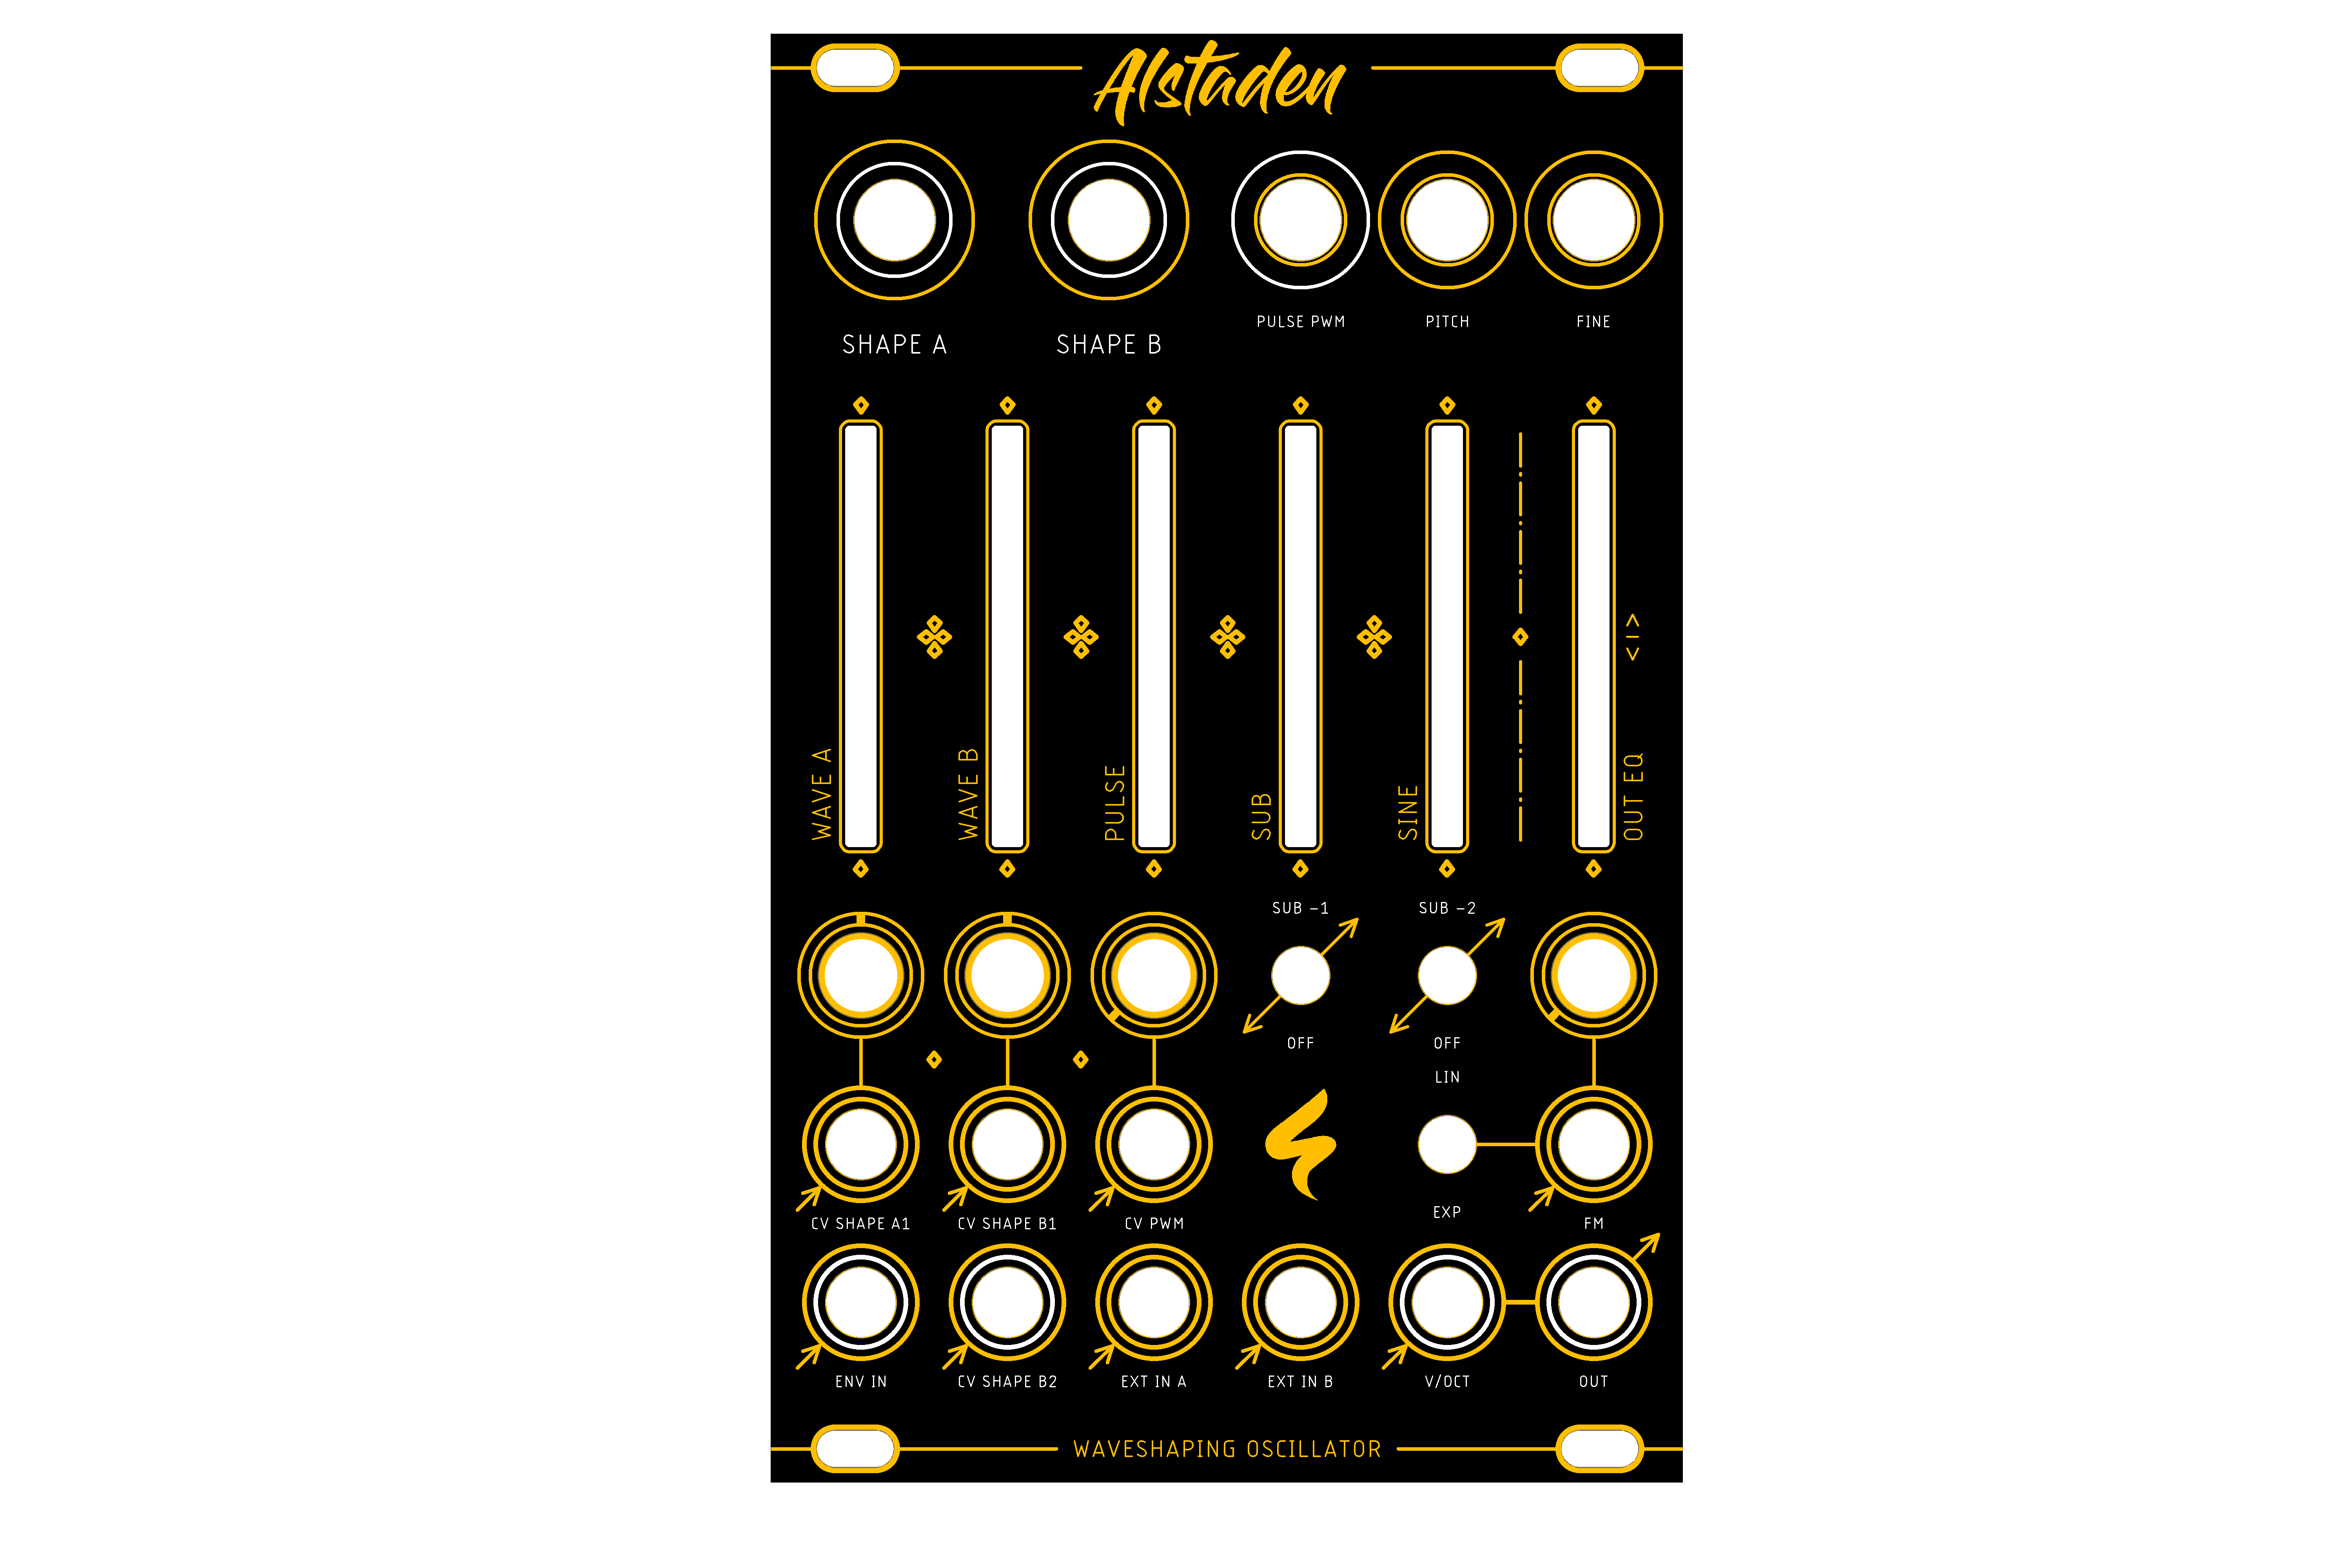 Alstaden
PULSE PWM
PITCH
FINE
SHAPE A
SHAPE B
WAVE A
WAVE B
PULSE
SUB
SINE
OUT EQ <|>
SUB -1
SUB -2
OFF
OFF
LIN
EXP
CV SHAPE A1
CV SHAPE B1
CV PWM
FM
ENV IN
CV SHAPE B2
EXT IN A
EXT IN B
V/OCT
OUT
WAVESHAPING OSCILLATOR